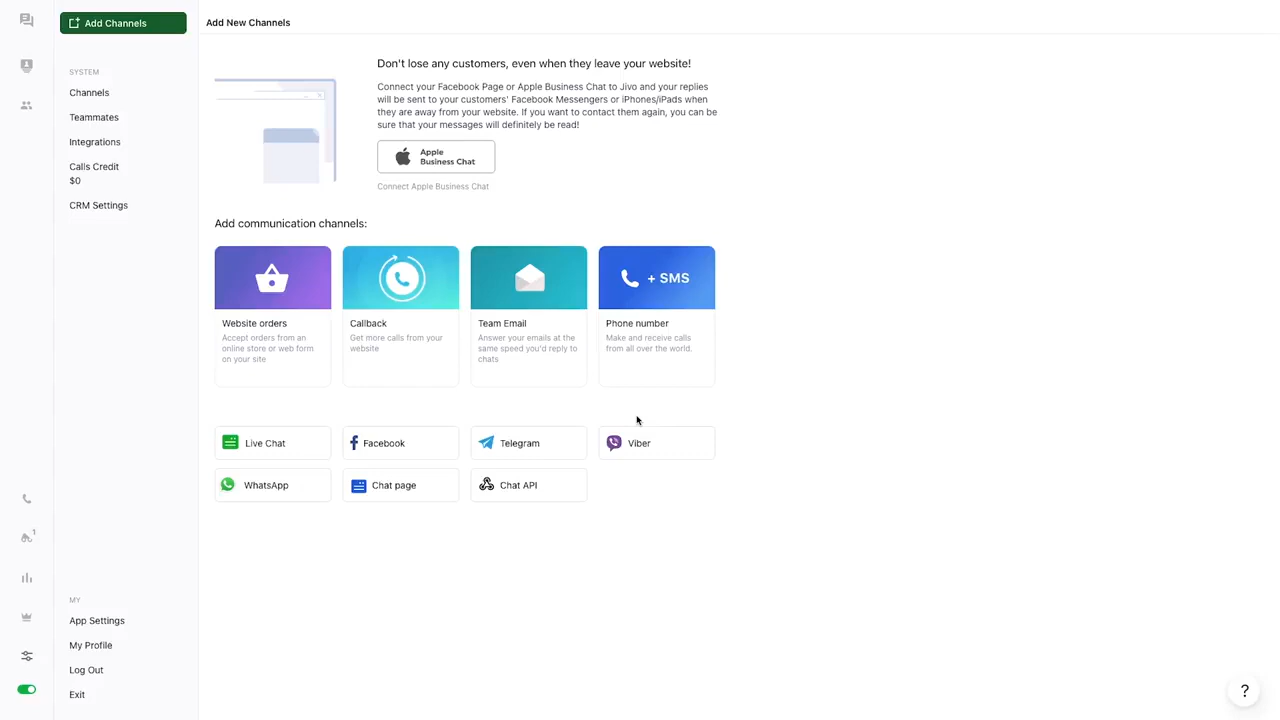 Add Channels
Add New Channels
SYSTEM
Channels
Teammates
Integrations
Calls Credit
$0
CRM Settings
Don't lose any customers, even when they leave your website!
Connect your Facebook Page or Apple Business Chat to Jivo and your replies
will be sent to your customers' Facebook Messengers or iPhones/iPads when
they are away from your website. If you want to contact them again, you can be
sure that your messages will definitely be read!
Apple
Business Chat
Connect Apple Business Chat
Add communication channels:
+ SMS
Website orders
Accept orders from an
online store or web form
on your site
Callback
Get more calls from your
website
Team Email
Answer your emails at the
same speed you'd reply to
chats
Phone number
Make and receive calls
from all over the world.
Live Chat
Facebook
Telegram
Viber
WhatsApp
Chat page
Chat API
1
MY
App Settings
My Profile
Log Out
Exit
?